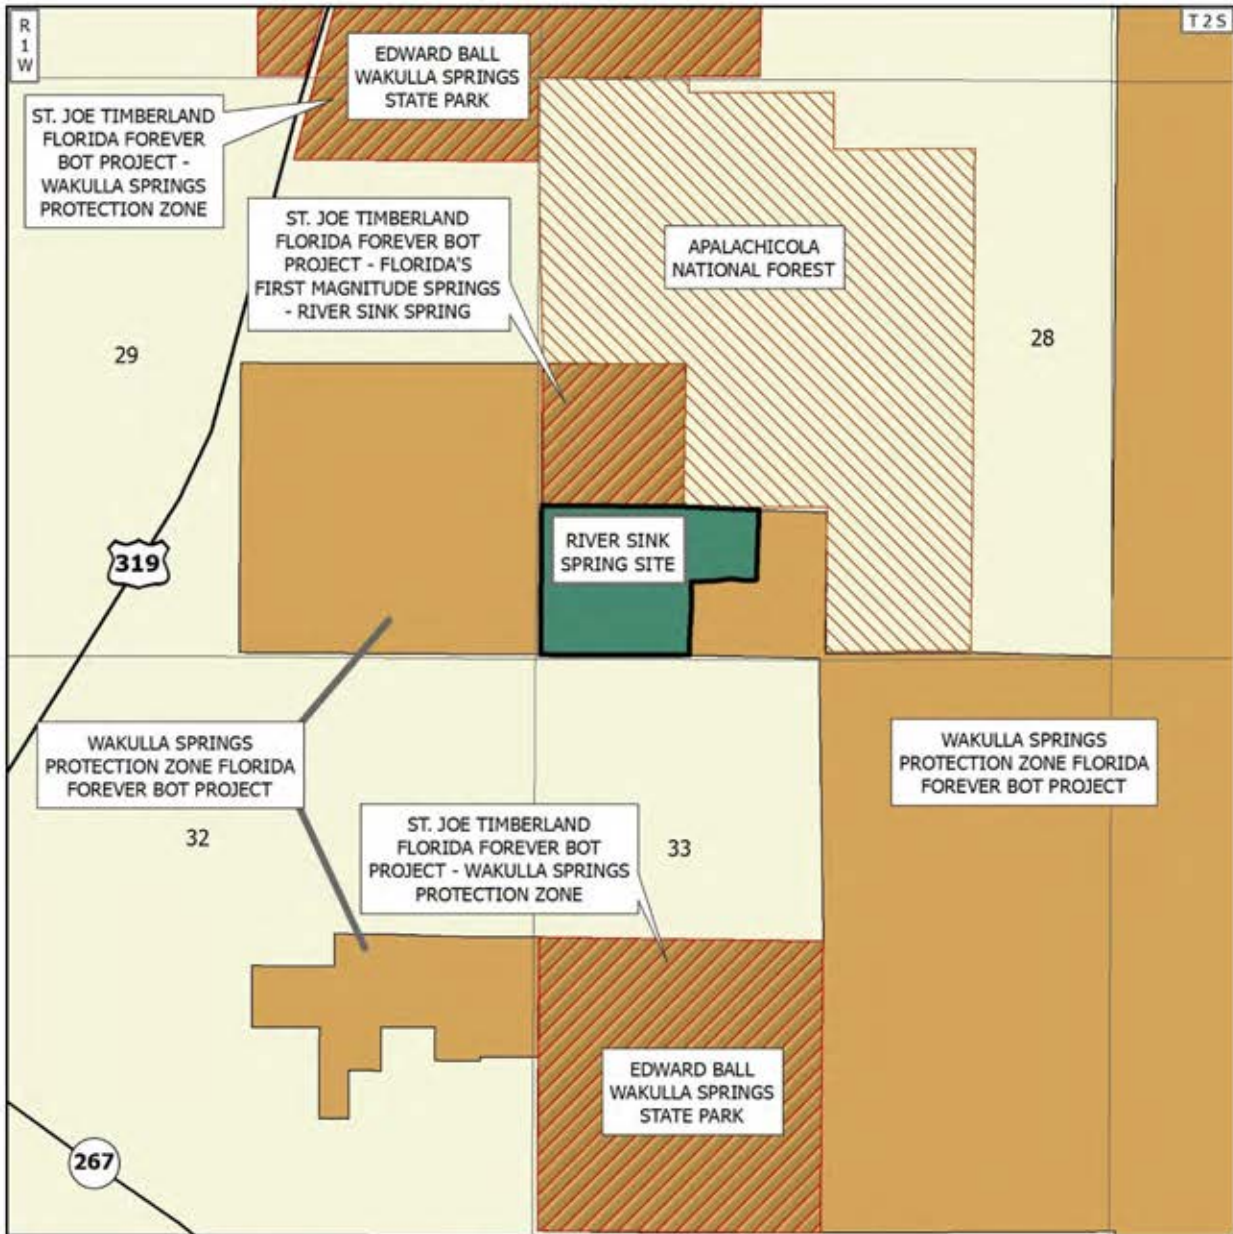 R
1
W
T 2 S
EDWARD BALL
WAKULLA SPRINGS
STATE PARK
ST. JOE TIMBERLAND
FLORIDA FOREVER
BOT PROJECT -
WAKULLA SPRINGS
PROTECTION ZONE
ST. JOE TIMBERLAND
FLORIDA FOREVER BOT
PROJECT - FLORIDA'S
FIRST MAGNITUDE SPRINGS
- RIVER SINK SPRING
APALACHICOLA
NATIONAL FOREST
29
28
RIVER SINK
SPRING SITE
319
WAKULLA SPRINGS
PROTECTION ZONE FLORIDA
FOREVER BOT PROJECT
WAKULLA SPRINGS
PROTECTION ZONE FLORIDA
FOREVER BOT PROJECT
32
ST. JOE TIMBERLAND
FLORIDA FOREVER BOT
PROJECT - WAKULLA SPRINGS
PROTECTION ZONE
33
EDWARD BALL
WAKULLA SPRINGS
STATE PARK
267